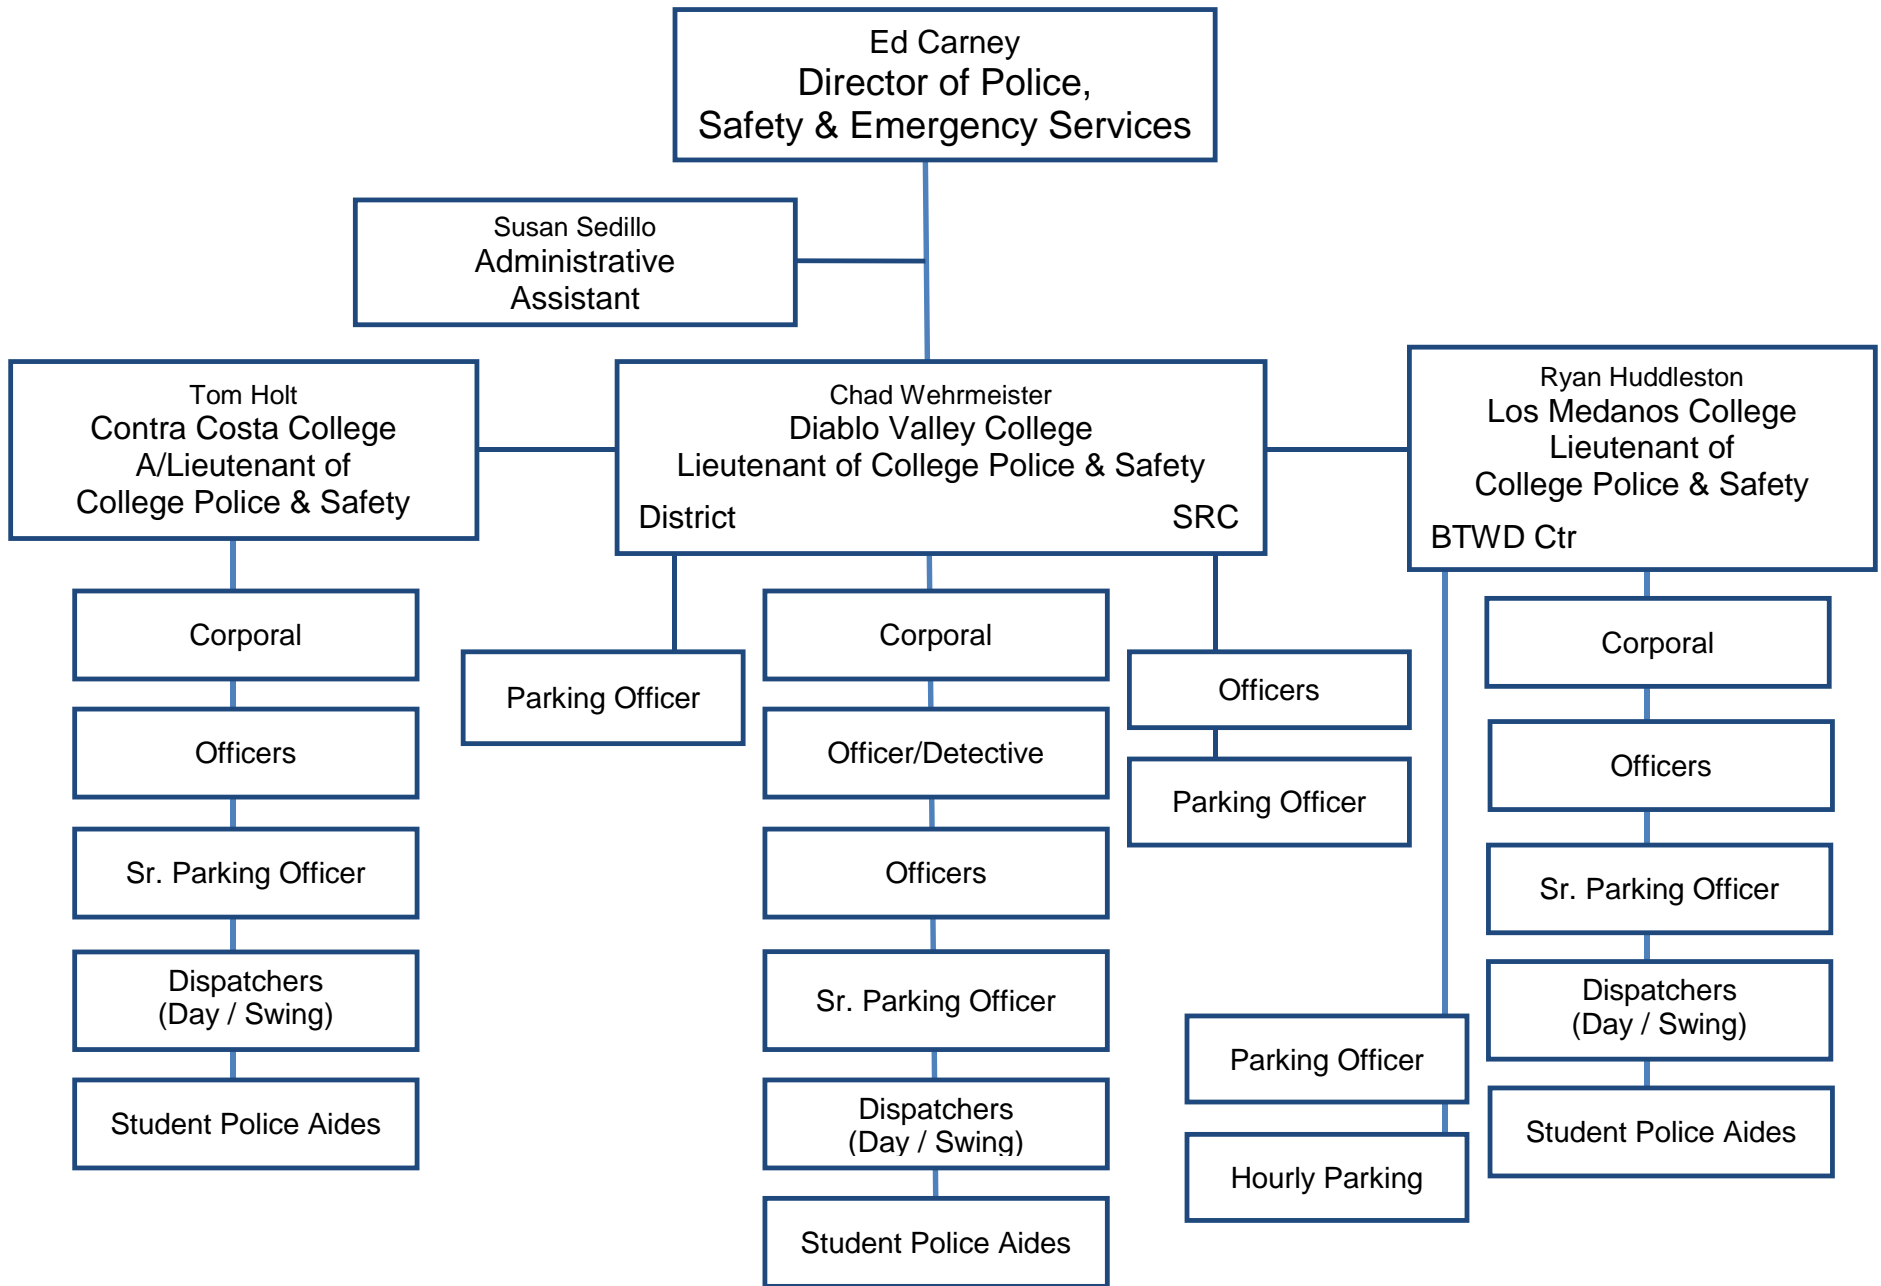 Ed Carney
Director of Police,
Safety & Emergency Services
Susan Sedillo
Administrative
Assistant
Tom Holt
Contra Costa College
A/Lieutenant of
College Police & Safety
Chad Wehrmeister
Diablo Valley College
Lieutenant of College Police & Safety
District
SRC
Ryan Huddleston
Los Medanos College
Lieutenant of
College Police & Safety
BTWD Ctr
Corporal
Officers
Sr. Parking Officer
Dispatchers
(Day / Swing)
Student Police Aides
Parking Officer
Corporal
Officer/Detective
Officers
Sr. Parking Officer
Dispatchers
(Day / Swing)
Student Police Aides
Officers
Parking Officer
Parking Officer
Hourly Parking
Corporal
Officers
Sr. Parking Officer
Dispatchers
(Day / Swing)
Student Police Aides